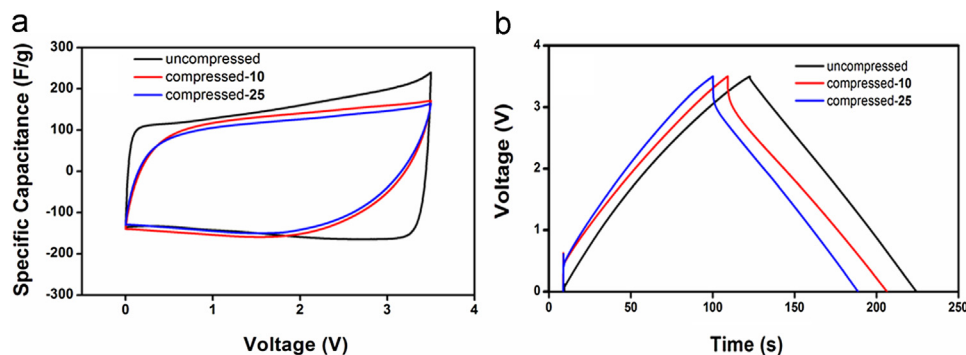 a
Specific Capacitance (F/g)
300
200
100
0
-100
-200
-300
uncompressed
compressed-10
compressed-25
0
1
2
3
4
Voltage (V)
b
Voltage (V)
4
3
2
1
0
uncompressed
compressed-10
compressed-25
0
50
100
150
200
250
Time (s)